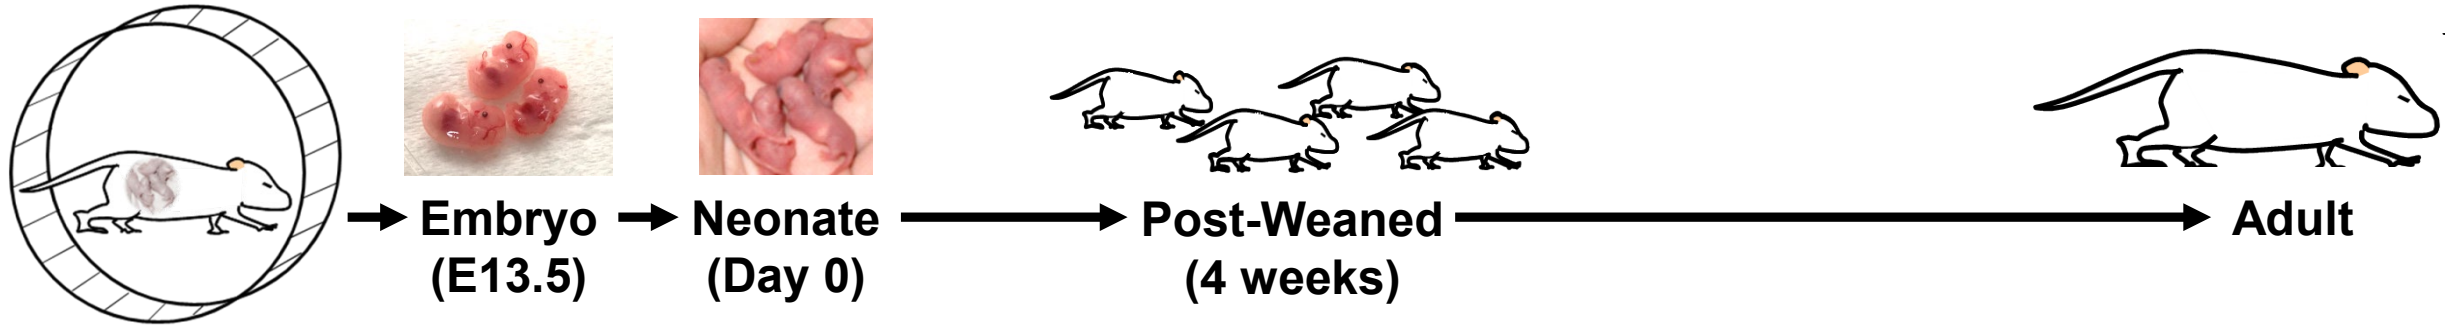 Embryo
(E13.5)
Neonate
(Day 0)
Post-Weaned
(4 weeks)
Adult